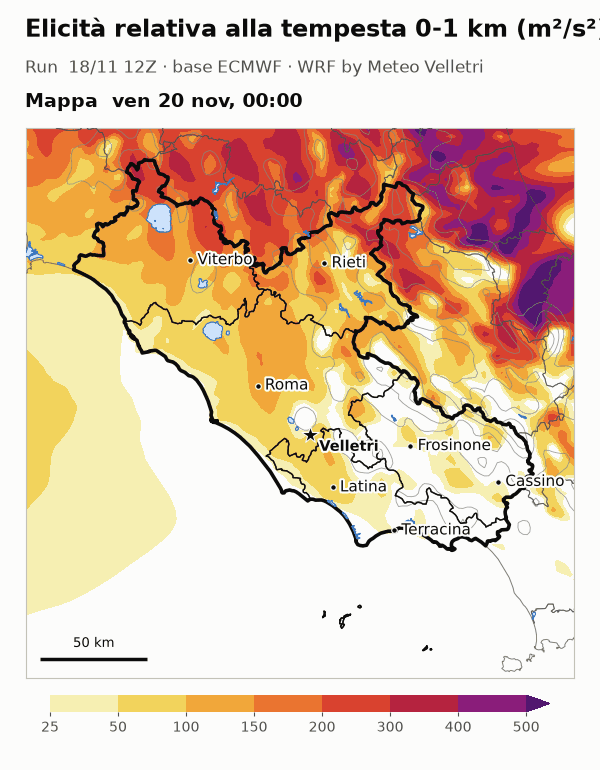 Elicità relativa alla tempesta 0-1 km (m²/s²)
Run 18/11 12Z · base ECMWF · WRF by Meteo Velletri
Mappa ven 20 nov, 00:00
Viterbo
Rieti
Roma
Velletri
Frosinone
Cassino
Latina
Terracina
50 km
25 50 100 150 200 300 400 500